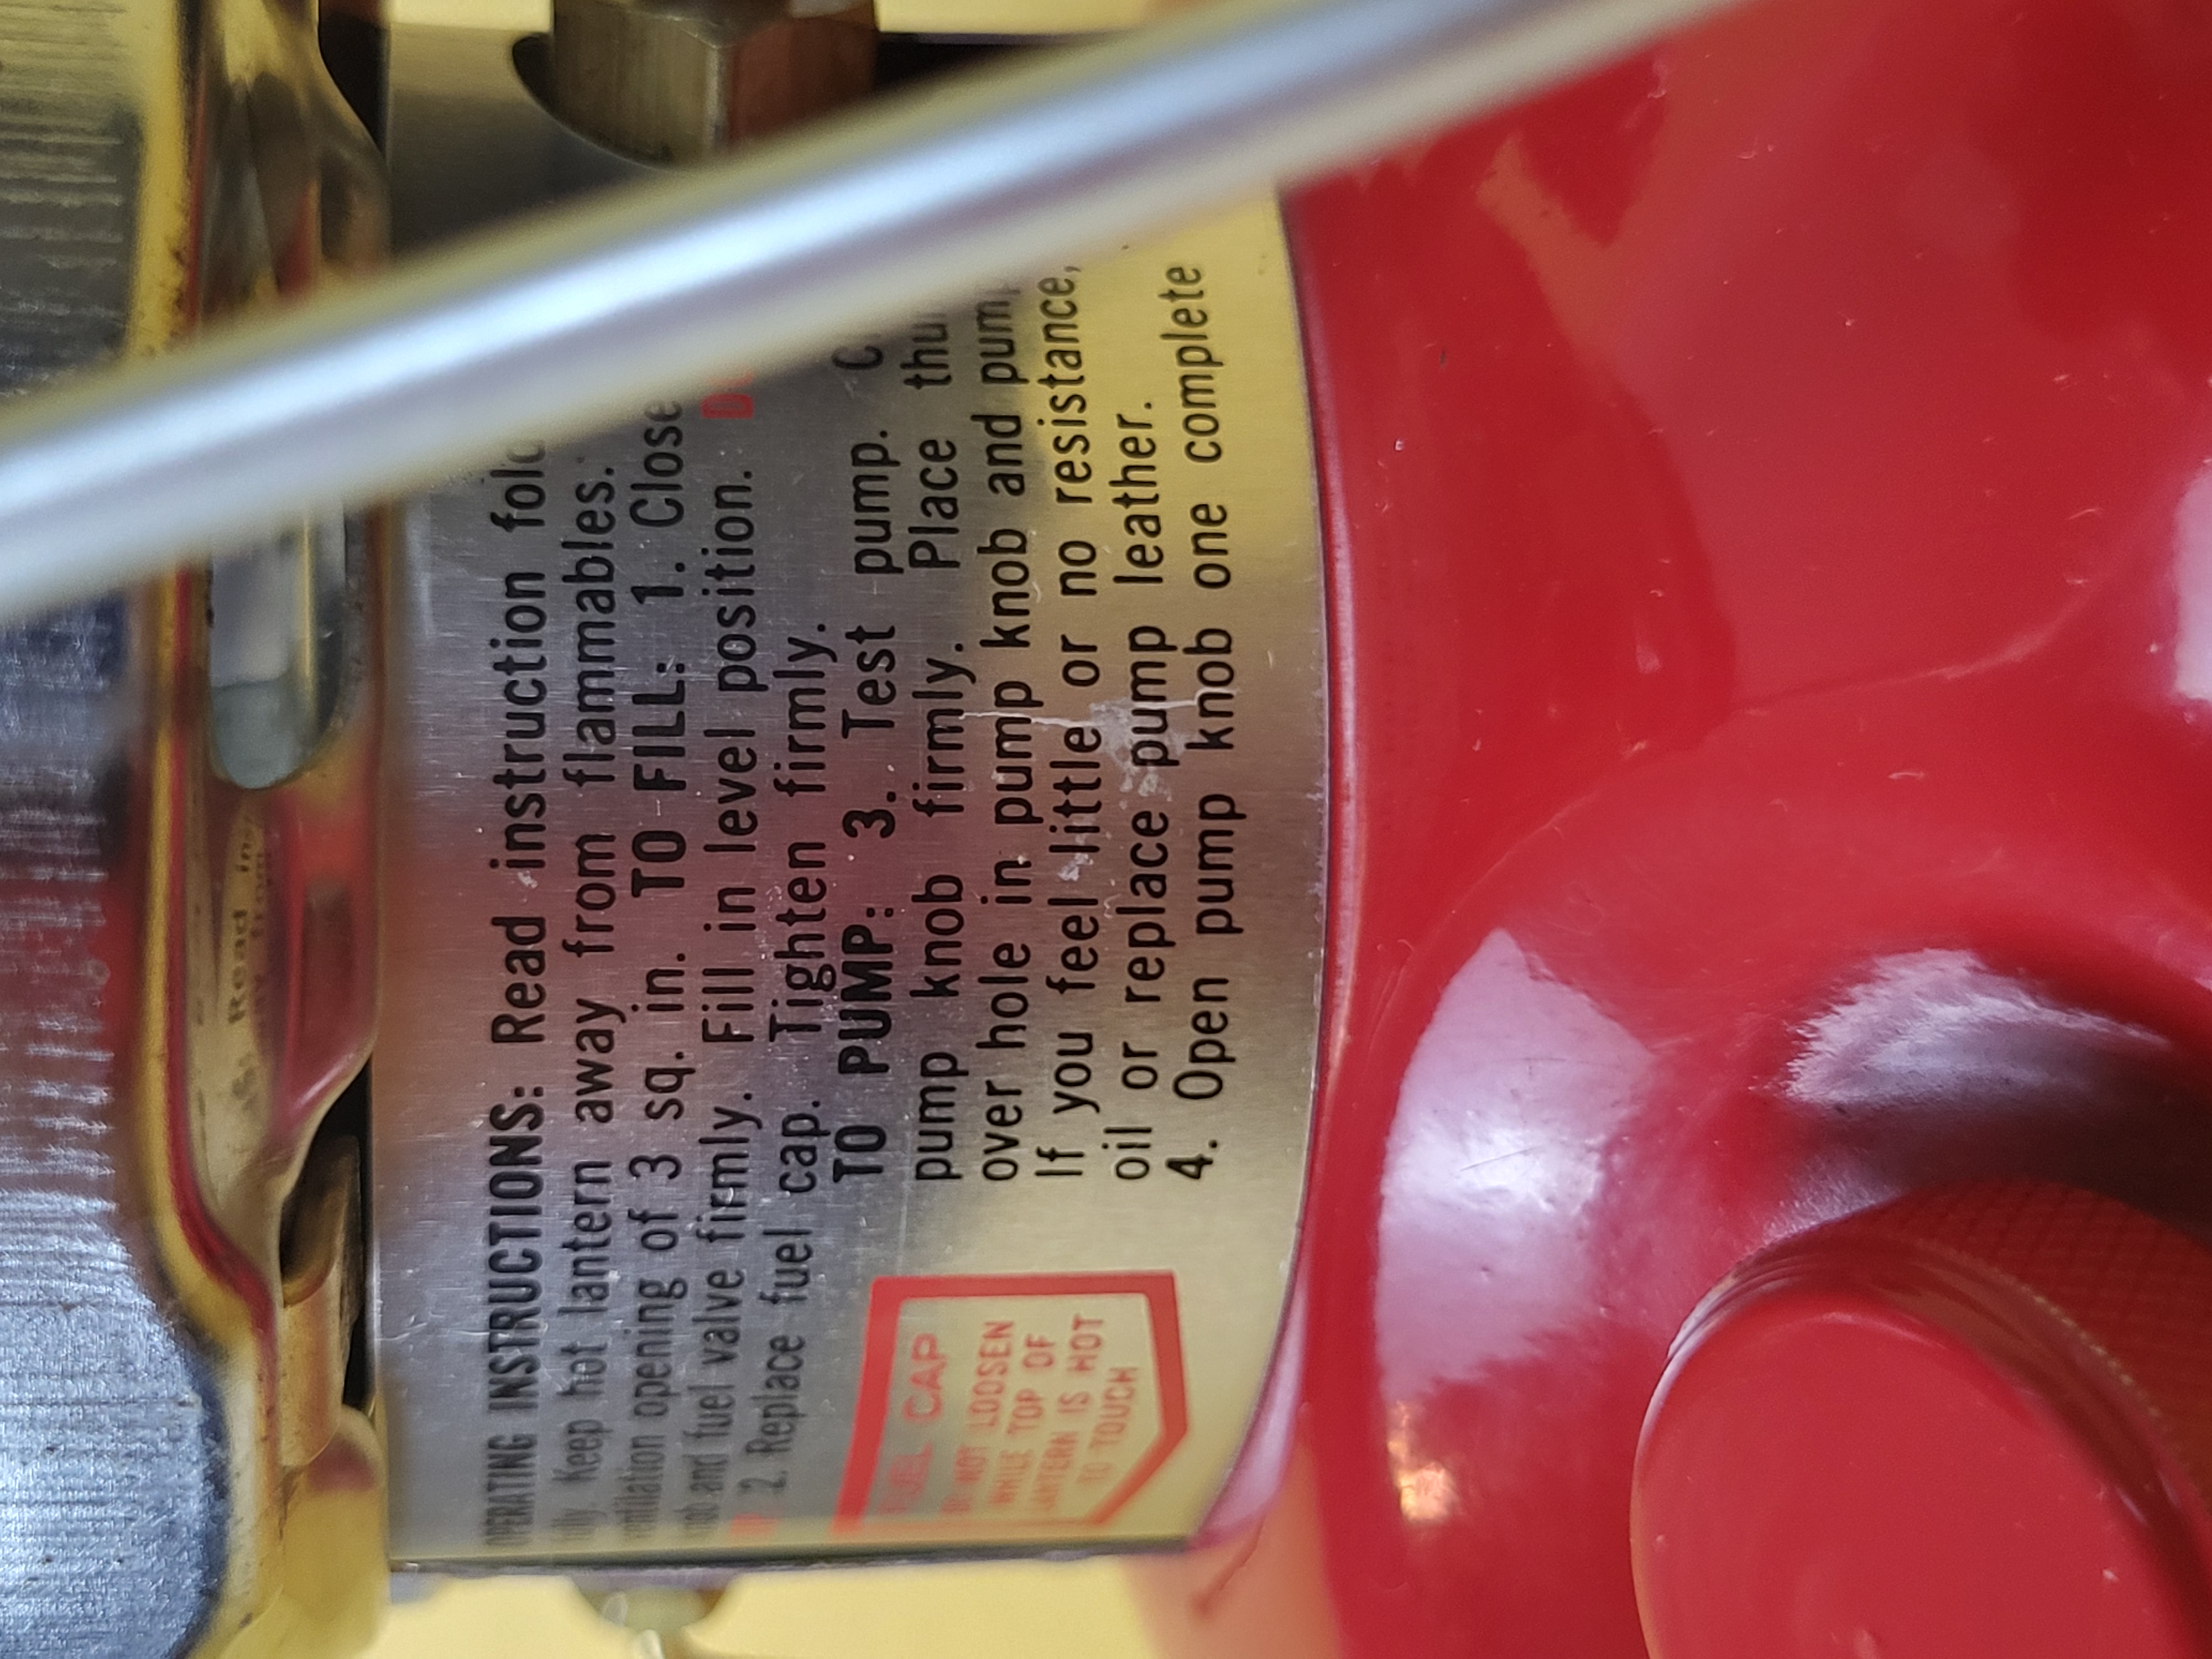 OPERATING INSTRUCTIONS: Read instruction
Keep hot lantern away from flammables.
opening of 3 sq. in. TO FILL: 1. Close
and fuel valve firmly. Fill in level position.
2. Replace fuel cap. Tighten firmly.
TO PUMP: 3. Test pump.
pump knob firmly. Place
over hole in pump knob and
If you feel little or no resistance,
oil or replace pump leather.
4. Open pump knob one complete
FUEL CAP
DO NOT LOOSEN
WHILE TOP OF
LANTERN IS HOT
TO TOUCH